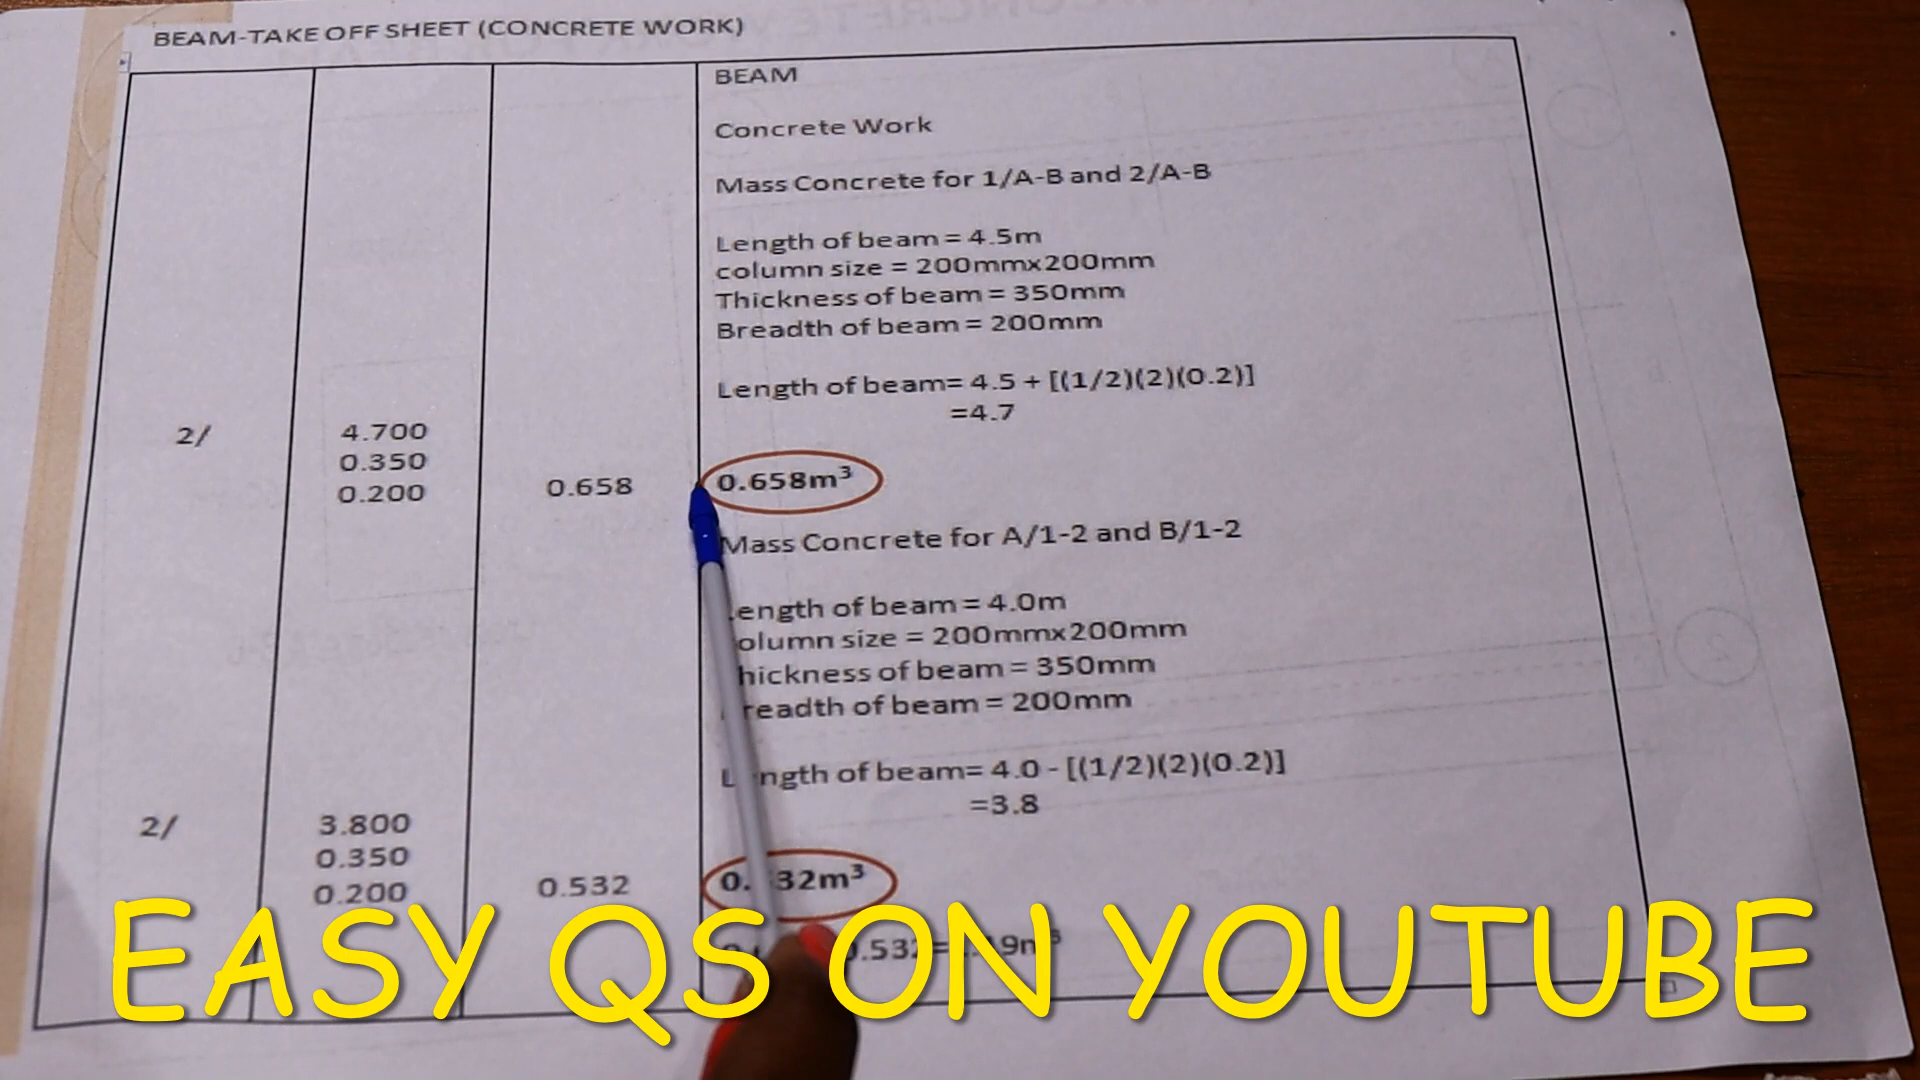 BEAM-TAKE OFF SHEET (CONCRETE WORK)
BEAM
Concrete Work
Mass Concrete for 1/A-B and 2/A-B
Length of beam = 4.5m
column size = 200mmx200mm
Thickness of beam = 350mm
Breadth of beam = 200mm
Length of beam= 4.5 + [(1/2)(2)(0.2)]
=4.7
2/ 4.700
0.350
0.200 0.658 0.658m³
Mass Concrete for A/1-2 and B/1-2
ength of beam = 4.0m
olumn size = 200mmx200mm
hickness of beam = 350mm
readth of beam = 200mm
L ngth of beam= 4.0 - [(1/2)(2)(0.2)]
=3.8
2/ 3.800
0.350
0.200 0.532 0. 32m³
EASY QS ON YOUTUBE